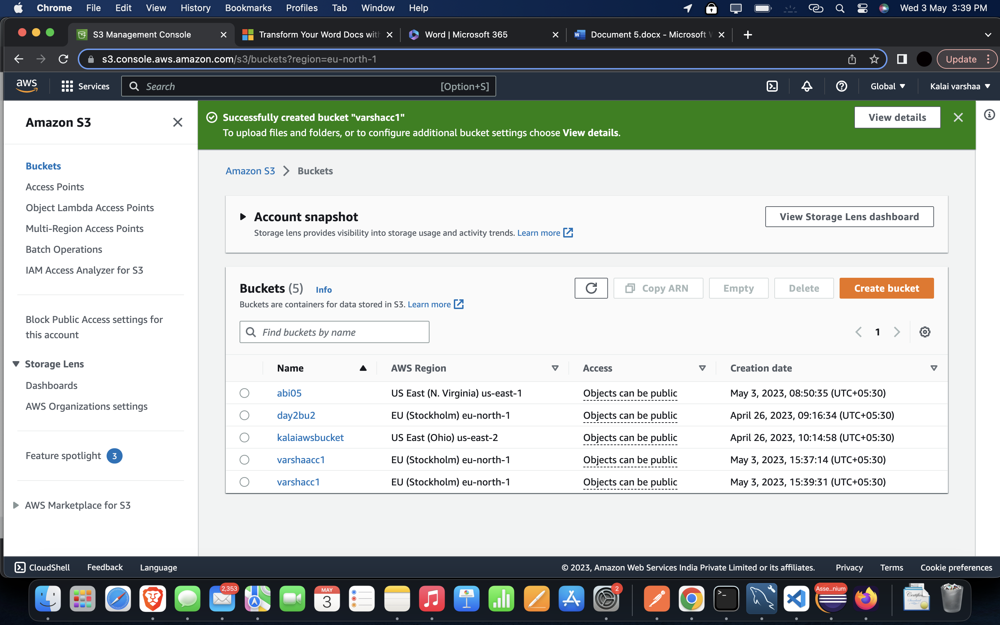 Chrome File Edit View History Bookmarks Profiles Tab Window Help Wed 3 May 3:39 PM
S3 Management Console Transform Your Word Docs with Word | Microsoft 365 Document 5.docx - Microsoft W
s3.console.aws.amazon.com/s3/buckets?region=eu-north-1 Update
aws Services Search [Option+S] Global Kalai varshaa
Amazon S3
Buckets
Access Points
Object Lambda Access Points
Multi-Region Access Points
Batch Operations
IAM Access Analyzer for S3
Block Public Access settings for
this account
Storage Lens
Dashboards
AWS Organizations settings
Feature spotlight 3
AWS Marketplace for S3
Successfully created bucket "varshacc1"
To upload files and folders, or to configure additional bucket settings choose View details.
View details
Amazon S3 Buckets
Account snapshot
Storage lens provides visibility into storage usage and activity trends. Learn more
View Storage Lens dashboard
Buckets (5) Info
Buckets are containers for data stored in S3. Learn more
Copy ARN Empty Delete Create bucket
Find buckets by name
1
Name AWS Region Access Creation date
abi05 US East (N. Virginia) us-east-1 Objects can be public May 3, 2023, 08:50:35 (UTC+05:30)
day2bu2 EU (Stockholm) eu-north-1 Objects can be public April 26, 2023, 09:16:34 (UTC+05:30)
kalaiawsbucket US East (Ohio) us-east-2 Objects can be public April 26, 2023, 10:14:58 (UTC+05:30)
varshaacc1 EU (Stockholm) eu-north-1 Objects can be public May 3, 2023, 15:37:14 (UTC+05:30)
varshacc1 EU (Stockholm) eu-north-1 Objects can be public May 3, 2023, 15:39:31 (UTC+05:30)
CloudShell Feedback Language © 2023, Amazon Web Services India Private Limited or its affiliates. Privacy Terms Cookie preferences
2,353 MAY 3 2 Asse...nium